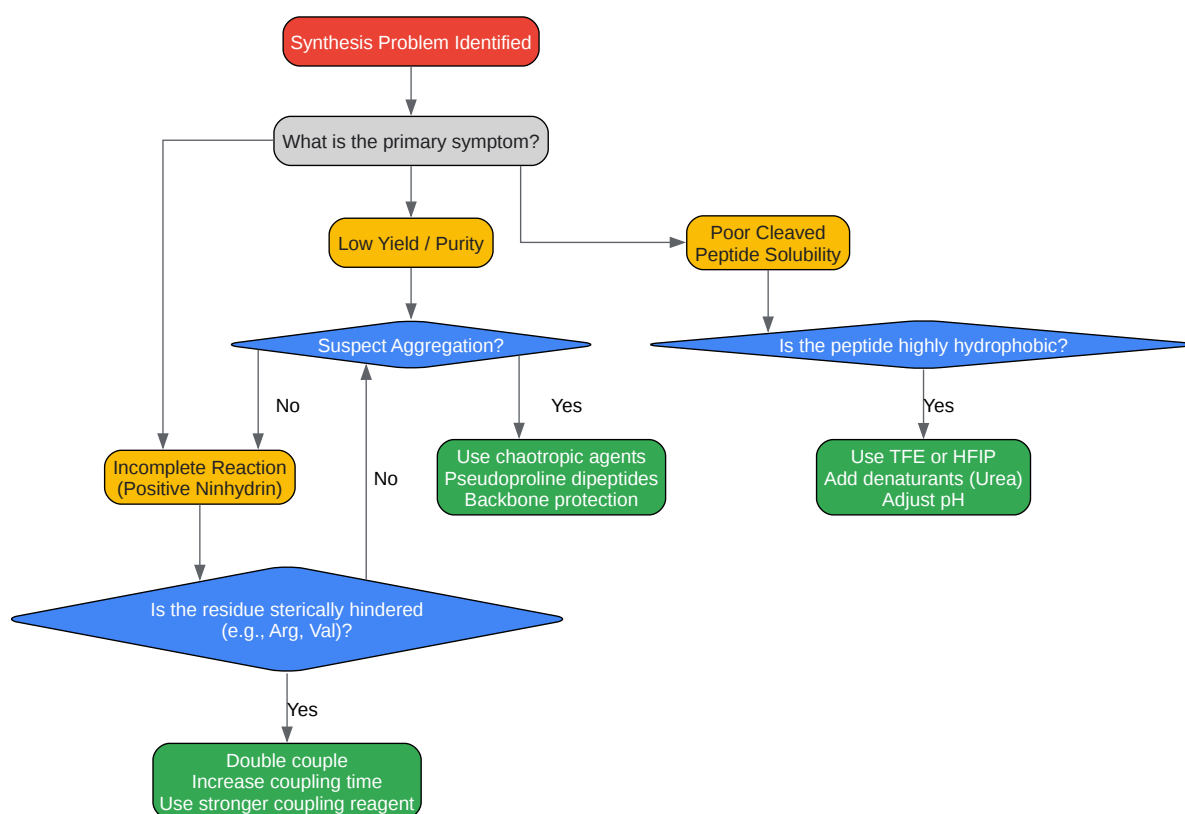 Synthesis Problem Identified
What is the primary symptom?
Low Yield / Purity
Poor Cleaved
Peptide Solubility
Suspect Aggregation?
Is the peptide highly hydrophobic?
No
Yes
Yes
Incomplete Reaction
(Positive Ninhydrin)
No
Use chaotropic agents
Pseudoproline dipeptides
Backbone protection
Use TFE or HFIP
Add denaturants (Urea)
Adjust pH
Is the residue sterically hindered
(e.g., Arg, Val)?
Yes
Double couple
Increase coupling time
Use stronger coupling reagent